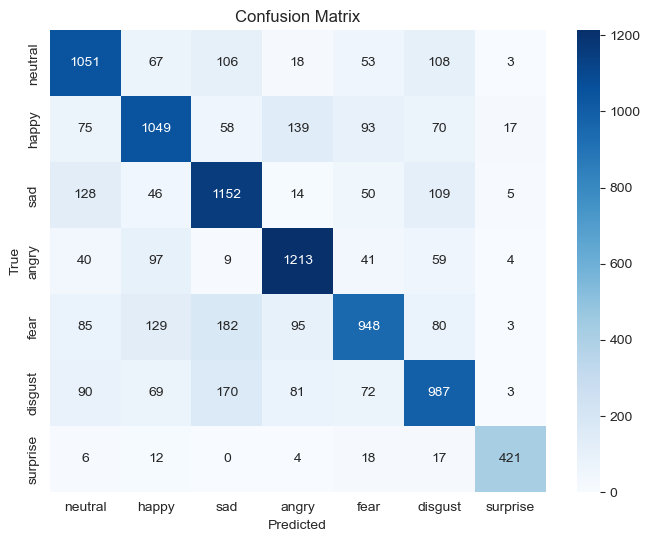 Confusion Matrix
True
neutral 1051 67 106 18 53 108 3
happy 75 1049 58 139 93 70 17
sad 128 46 1152 14 50 109 5
angry 40 97 9 1213 41 59 4
fear 85 129 182 95 948 80 3
disgust 90 69 170 81 72 987 3
surprise 6 12 0 4 18 17 421
neutral happy sad angry fear disgust surprise
Predicted
1200
1000
800
600
400
200
0